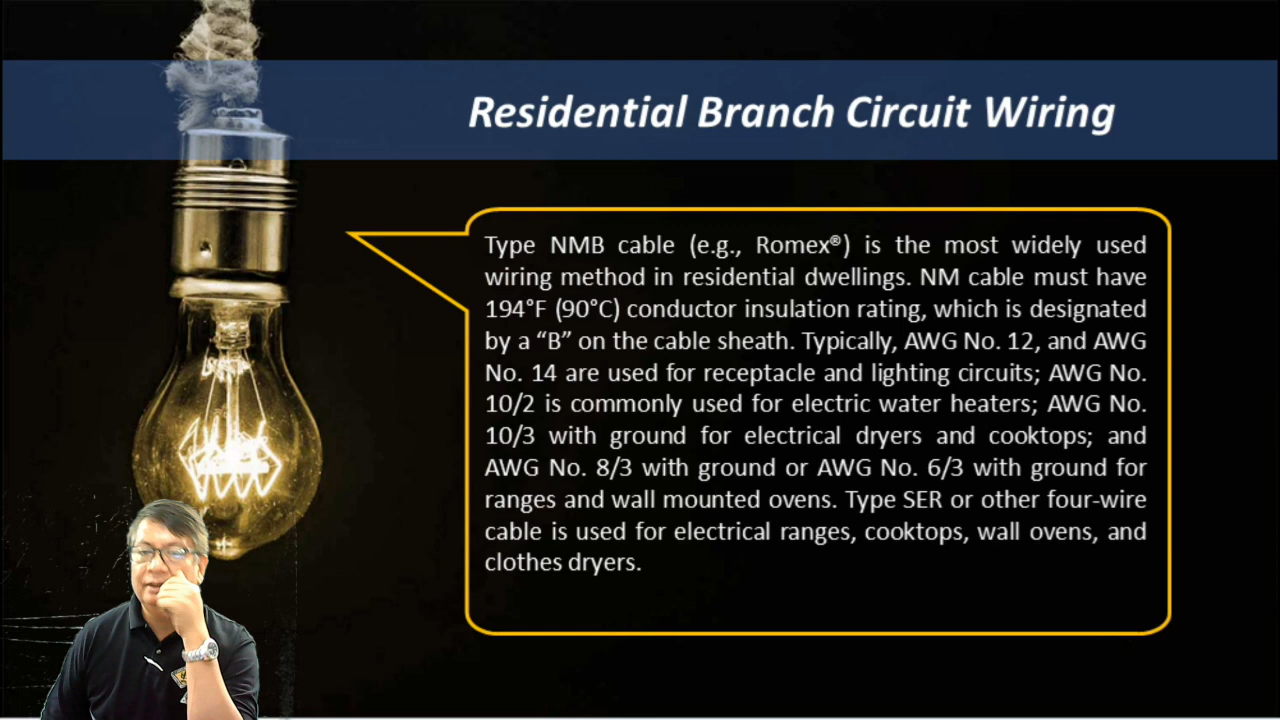 Residential Branch Circuit Wiring
Type NMB cable (e.g., Romex®) is the most widely used
wiring method in residential dwellings. NM cable must have
194°F (90°C) conductor insulation rating, which is designated
by a “B” on the cable sheath. Typically, AWG No. 12, and AWG
No. 14 are used for receptacle and lighting circuits; AWG No.
10/2 is commonly used for electric water heaters; AWG No.
10/3 with ground for electrical dryers and cooktops; and
AWG No. 8/3 with ground or AWG No. 6/3 with ground for
ranges and wall mounted ovens. Type SER or other four-wire
cable is used for electrical ranges, cooktops, wall ovens, and
clothes dryers.